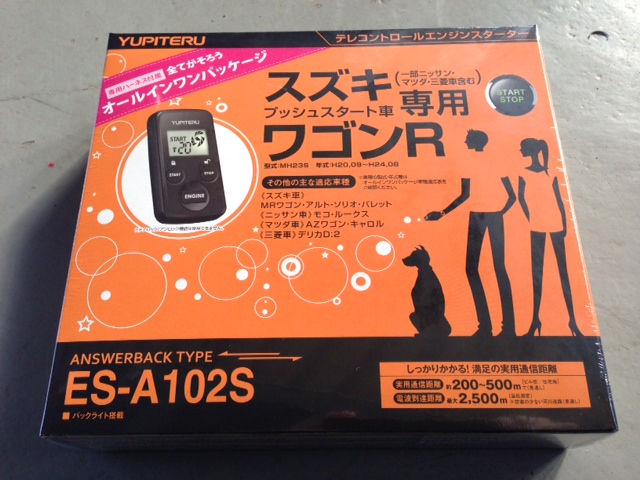 YUPITERU
テレコントロールエンジンスターター
専用ハーネス付属
全てがそろう
オールインワンパッケージ
スズキ
(一部ニッサン・
マツダ・三菱車含む)
プッシュスタート車
専用
ワゴンR
START
STOP
型式:MH23S 年式:H20,09~H24,08
YUPITERU
START
20
START
STOP
ENGINE
その他の主な適応車種
《スズキ車》
MRワゴン・アルト・ソリオ・パレット
《ニッサン車》モコ・ルークス
《マツダ車》AZワゴン・キャロル
《三菱車》デリカD:2
ANSWERBACK TYPE
ES-A102S
■バックライト搭載
しっかりかかる!満足の実用通信距離
実用通信距離 約200~500mで
電波到達距離 最大2,500m